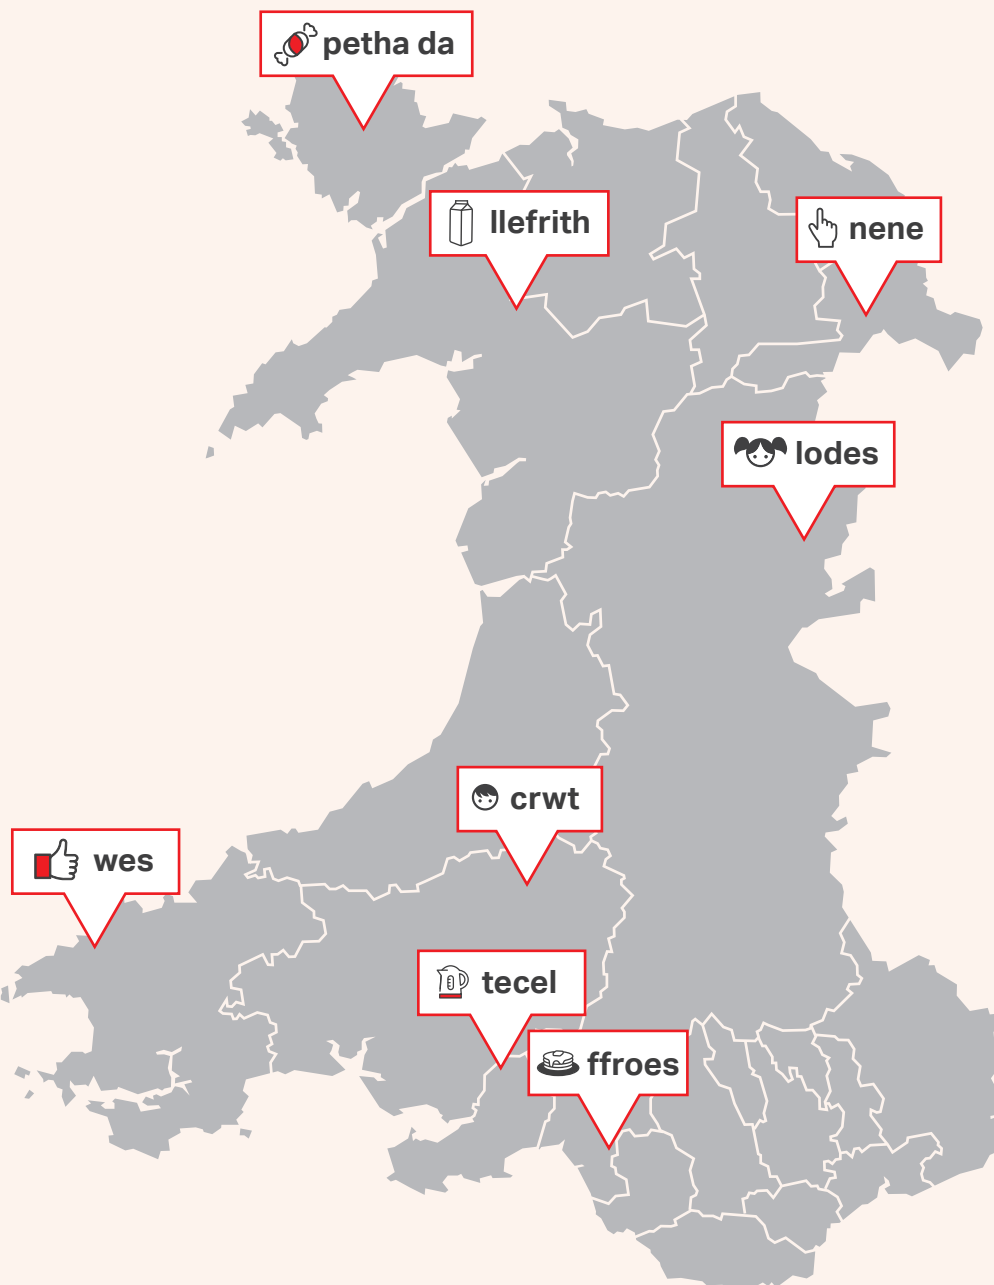 petha da
llefrith
nene
lodes
crwt
wes
tecel
ffroes